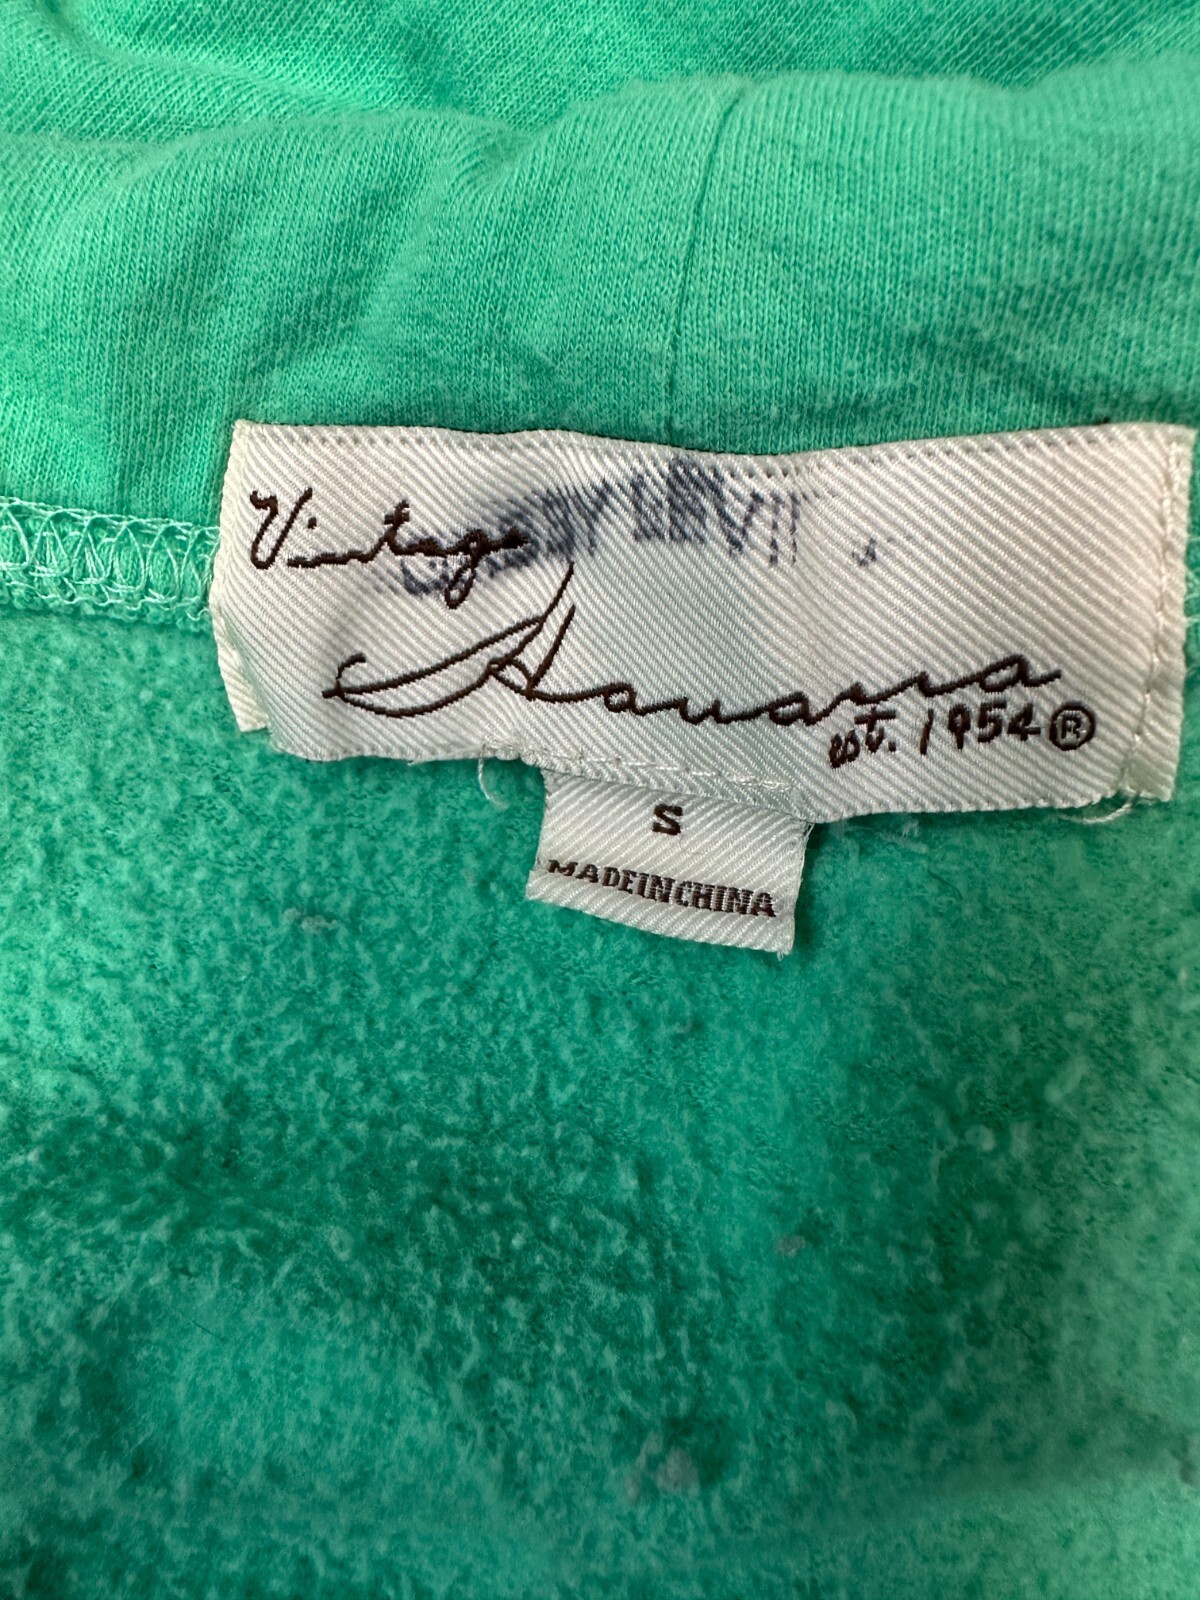 Vintage
Havana
est. 1954®
S
MADE IN CHINA